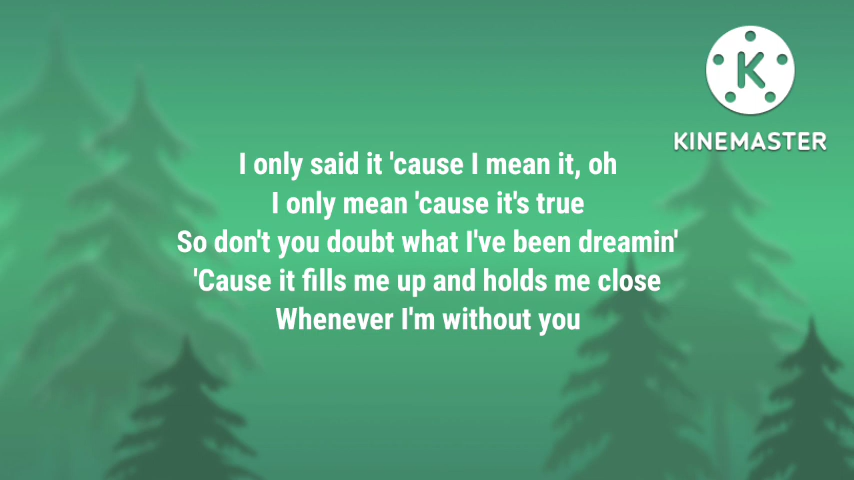 K
KINEMASTER
I only said it 'cause I mean it, oh
I only mean 'cause it's true
So don't you doubt what I've been dreamin'
'Cause it fills me up and holds me close
Whenever I'm without you